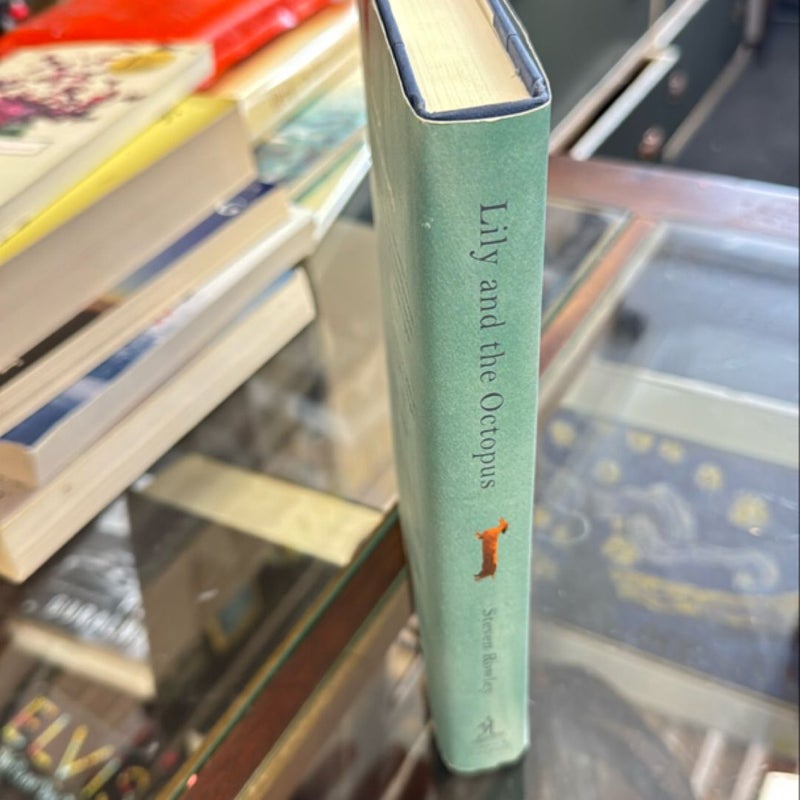 Lily and the Octopus
Steven Rowley
ELVIS